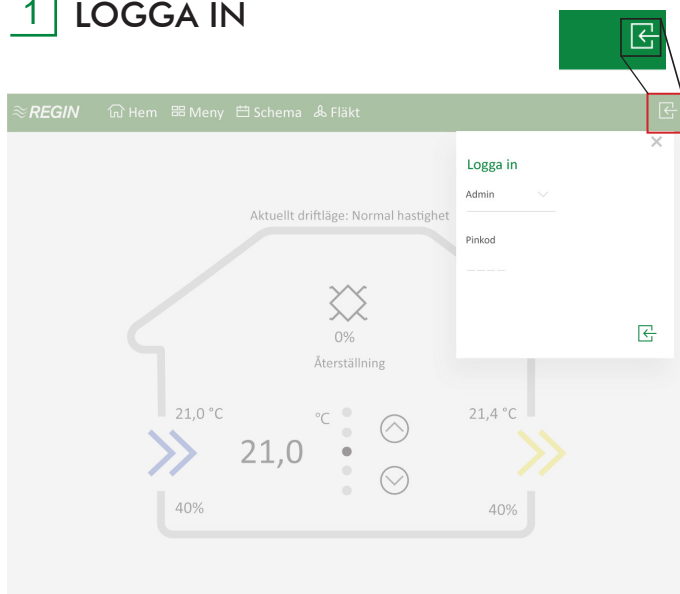 1 LOGGA IN
REGIN Hem Meny Schema Fläkt
Logga in
Admin
Pinkod
Aktuellt driftläge: Normal hastighet
0%
Återställning
21,0 °C
°C
21,4 °C
21,0
40%
40%